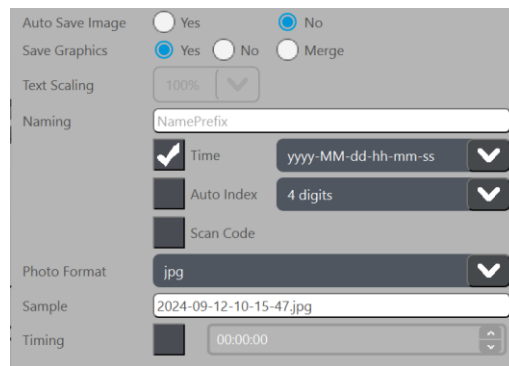 Auto Save Image Yes No
Save Graphics Yes No Merge
Text Scaling 100%
Naming NamePrefix
Time yyyy-MM-dd-hh-mm-ss
Auto Index 4 digits
Scan Code
Photo Format jpg
Sample 2024-09-12-10-15-47.jpg
Timing 00:00:00